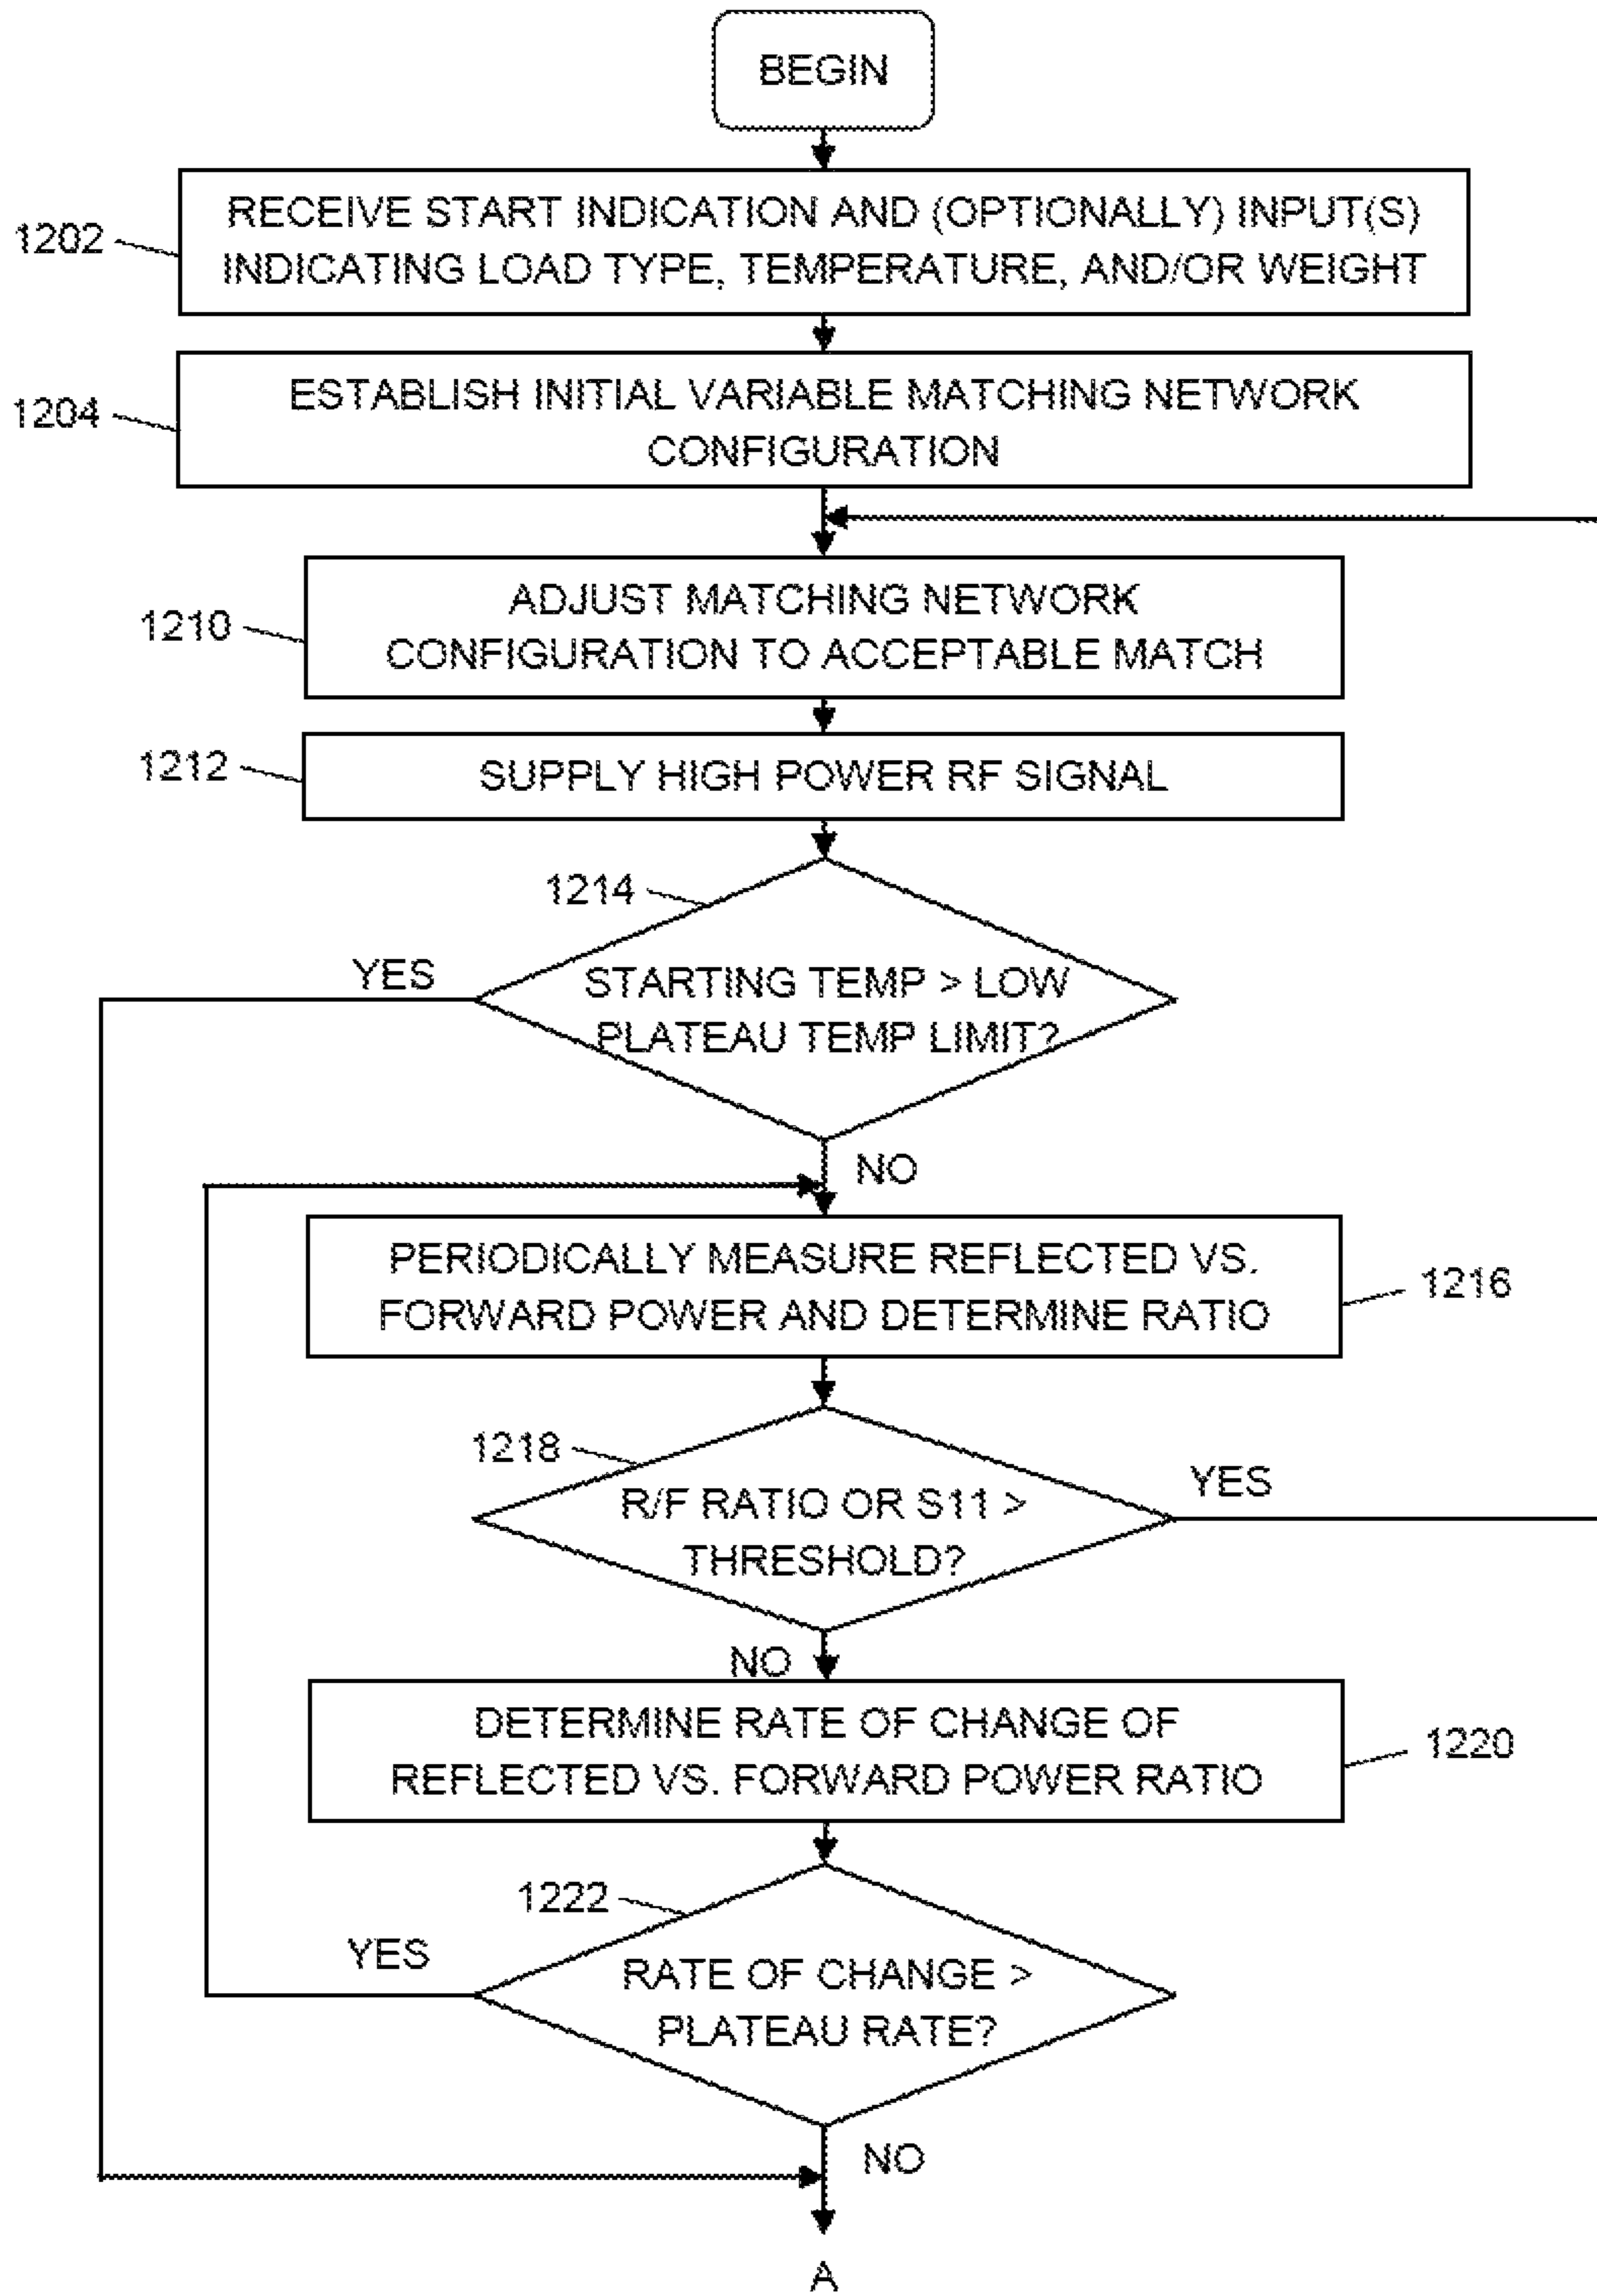 BEGIN
1202
RECEIVE START INDICATION AND (OPTIONALLY) INPUT(S)
INDICATING LOAD TYPE, TEMPERATURE, AND/OR WEIGHT
1204
ESTABLISH INITIAL VARIABLE MATCHING NETWORK
CONFIGURATION
1210
ADJUST MATCHING NETWORK
CONFIGURATION TO ACCEPTABLE MATCH
1212
SUPPLY HIGH POWER RF SIGNAL
1214
YES
STARTING TEMP > LOW
PLATEAU TEMP LIMIT?
NO
PERIODICALLY MEASURE REFLECTED VS.
FORWARD POWER AND DETERMINE RATIO
1216
1218
YES
R/F RATIO OR S11 >
THRESHOLD?
NO
DETERMINE RATE OF CHANGE OF
REFLECTED VS. FORWARD POWER RATIO
1220
1222
YES
RATE OF CHANGE >
PLATEAU RATE?
NO
A